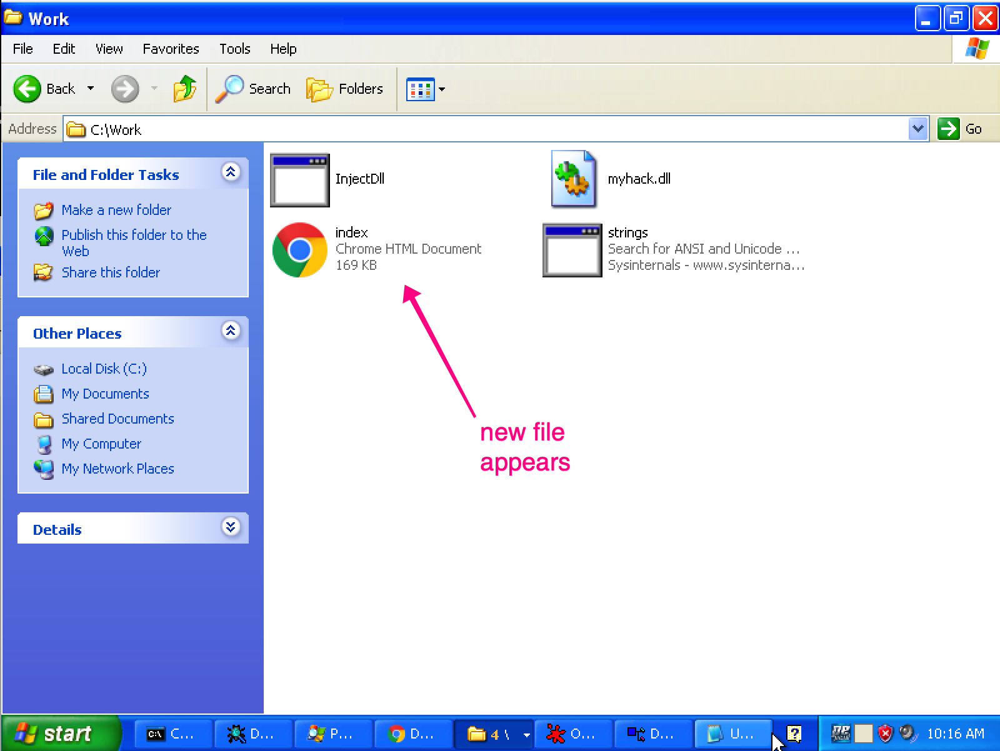 Work
File Edit View Favorites Tools Help
Back Search Folders
Address C:\Work Go
File and Folder Tasks
Make a new folder
Publish this folder to the
Web
Share this folder
Other Places
Local Disk (C:)
My Documents
Shared Documents
My Computer
My Network Places
Details
InjectDll
myhack.dll
index
Chrome HTML Document
169 KB
strings
Search for ANSI and Unicode ...
Sysinternals - www.sysinterna...
new file
appears
start C:\ C... D... P... D... 4 \ O... D... U... ? 10:16 AM